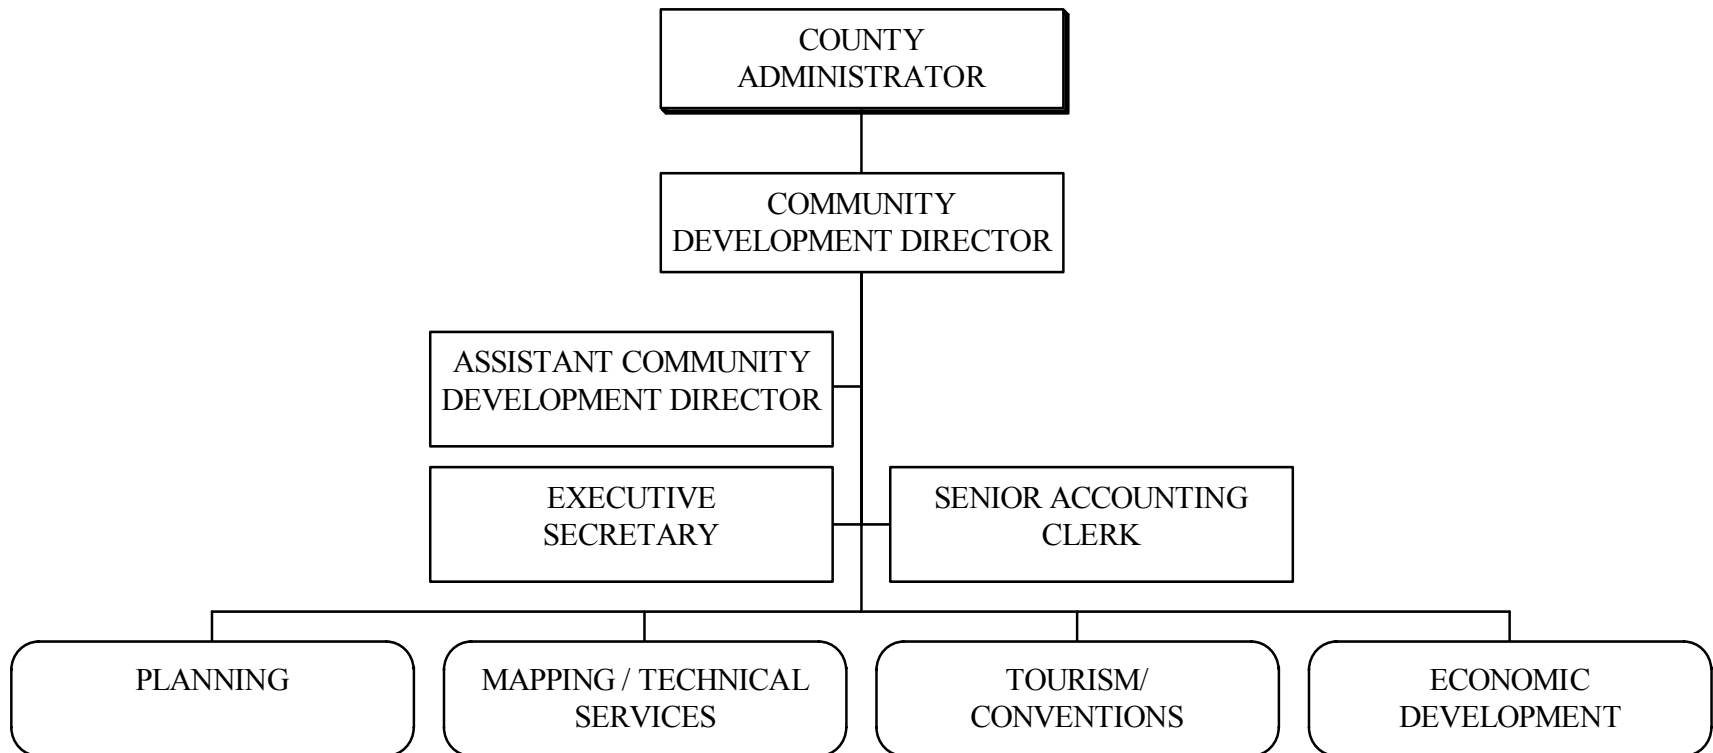 COUNTY
ADMINISTRATOR
COMMUNITY
DEVELOPMENT DIRECTOR
ASSISTANT COMMUNITY
DEVELOPMENT DIRECTOR
EXECUTIVE
SECRETARY
SENIOR ACCOUNTING
CLERK
PLANNING
MAPPING / TECHNICAL
SERVICES
TOURISM/
CONVENTIONS
ECONOMIC
DEVELOPMENT